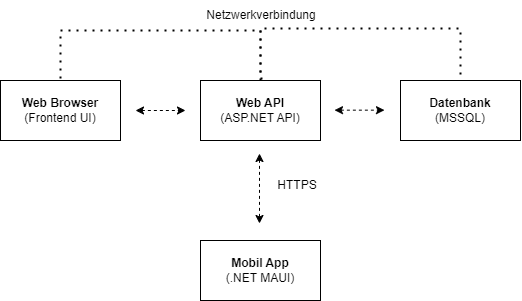 Netzwerkverbindung
Web Browser
(Frontend UI)
Web API
(ASP.NET API)
Datenbank
(MSSQL)
HTTPS
Mobil App
(.NET MAUI)